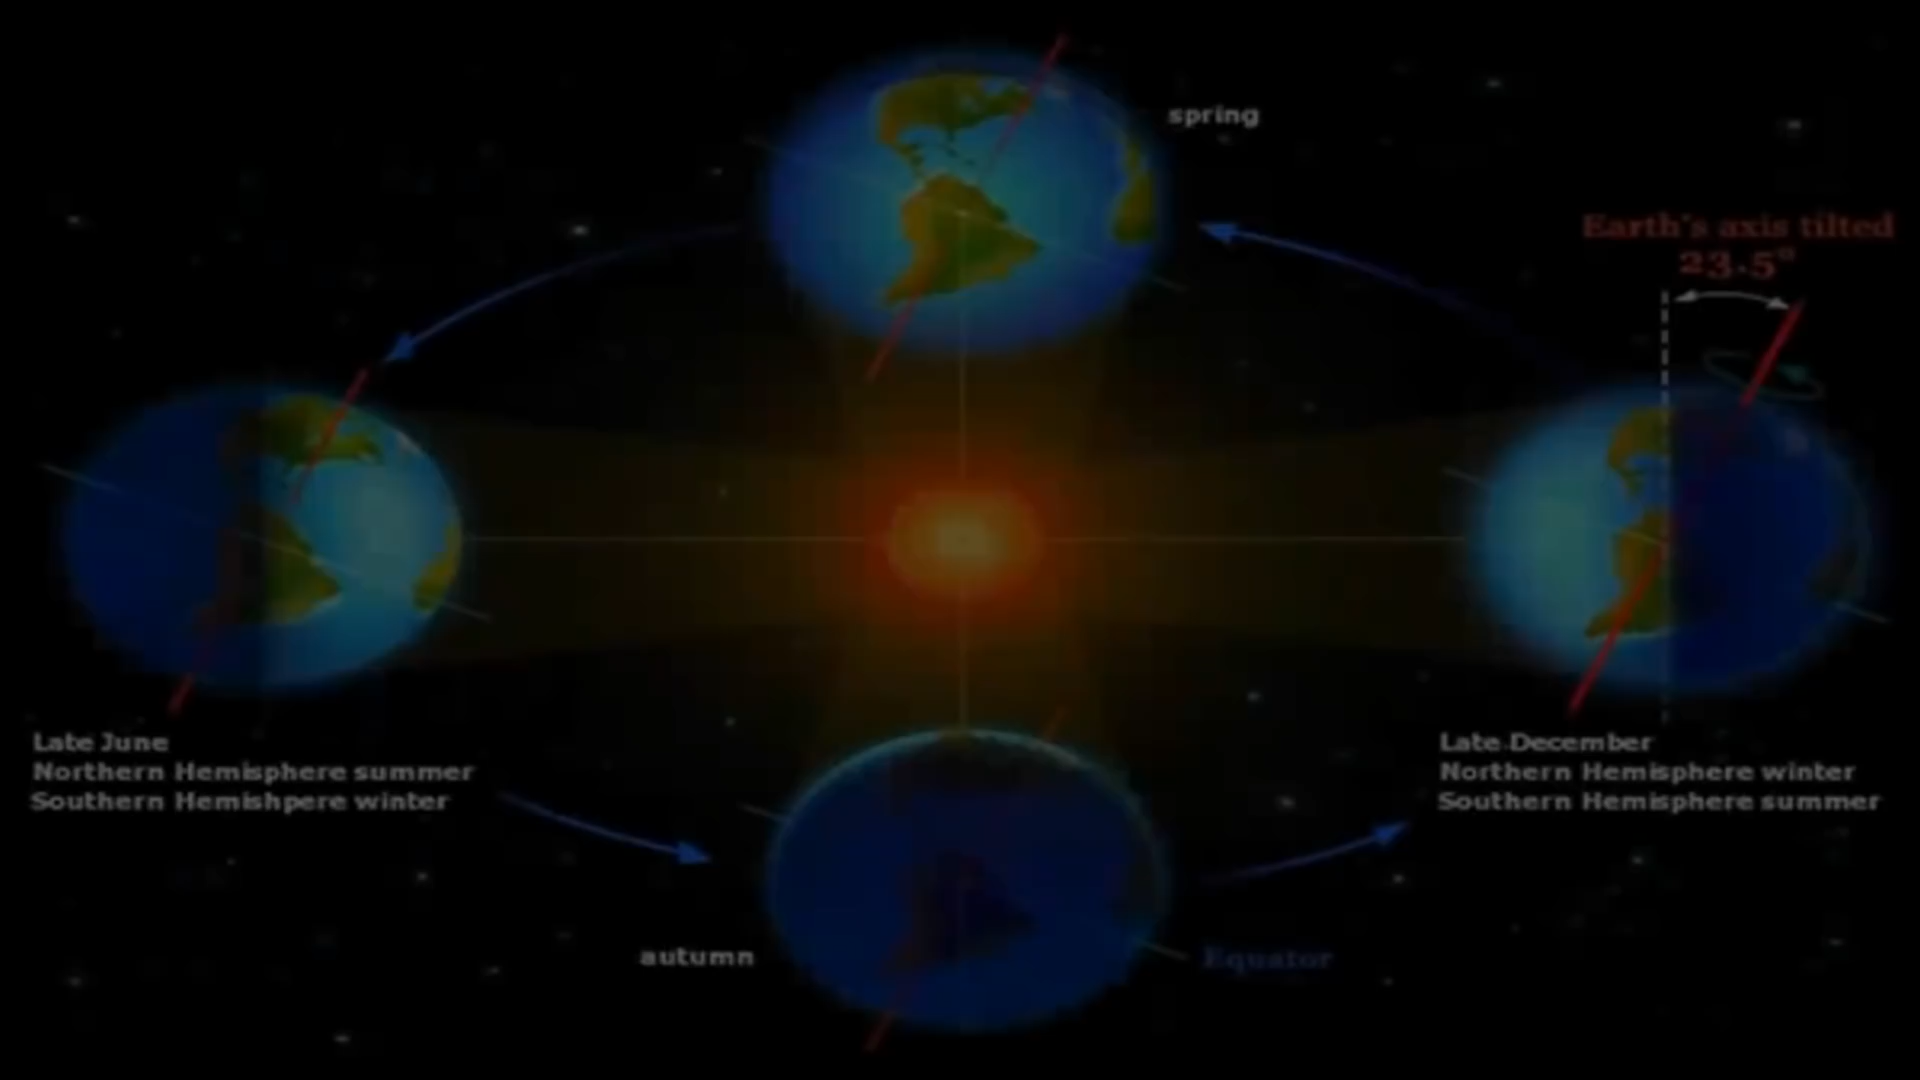 spring
Earth's axis tilted
23.5°
Late June
Northern Hemisphere summer
Southern Hemishpere winter
Late December
Northern Hemisphere winter
Southern Hemisphere summer
autumn
Equator